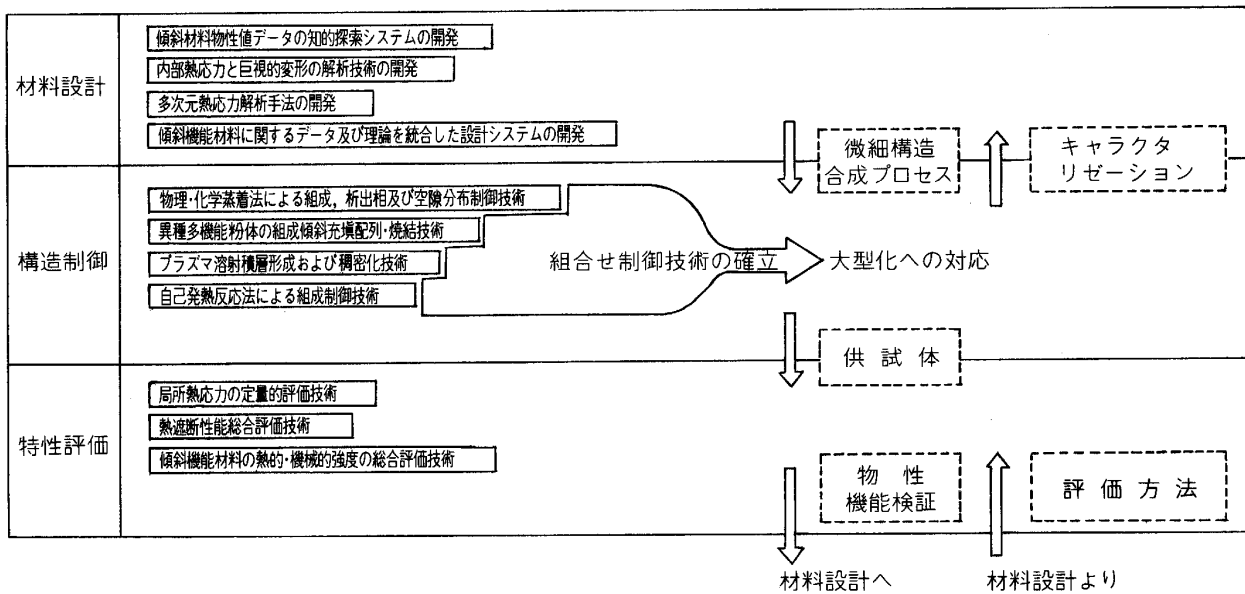 材料設計
傾斜材料物性値データの知的探索システムの開発
内部熱応力と巨視的変形の解析技術の開発
多次元熱応力解析手法の開発
傾斜機能材料に関するデータ及び理論を統合した設計システムの開発
微細構造
合成プロセス
キャラクタ
リゼーション
構造制御
物理・化学蒸着法による組成，析出相及び空隙分布制御技術
異種多機能粉体の組成傾斜充填配列・焼結技術
プラズマ溶射積層形成および稠密化技術
自己発熱反応法による組成制御技術
組合せ制御技術の確立
大型化への対応
供試体
特性評価
局所熱応力の定量的評価技術
熱遮断性能総合評価技術
傾斜機能材料の熱的・機械的強度の総合評価技術
物性
機能検証
評価方法
材料設計へ
材料設計より